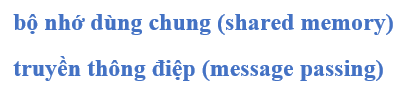 bộ nhớ dùng chung (shared memory)
truyền thông điệp (message passing)